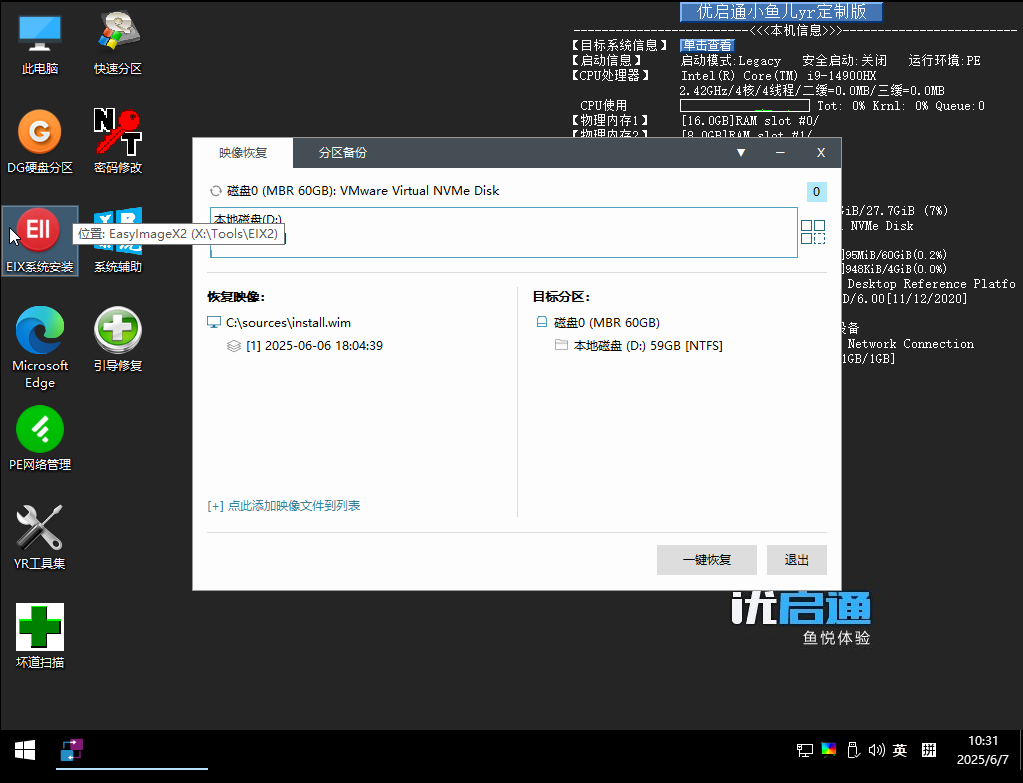 优启通小鱼儿yr定制版
------------------------<<<本机信息>>>------------------------
【目标系统信息】 单击查看
【启动信息】 启动模式:Legacy 安全启动:关闭 运行环境:PE
【CPU处理器】 Intel(R) Core(TM) i9-14900HX
2.42GHz/4核/4线程/二缓=0.0MB/三缓=0.0MB
CPU使用 Tot: 0% Krnl: 0% Queue:0
【物理内存1】 [16.0GB]RAM slot #0/
【物理内存2】 [8.0GB]RAM slot #1/
GiB/27.7GiB (7%)
NVMe Disk
]95MiB/60GiB(0.2%)
]948KiB/4GiB(0.0%)
Desktop Reference Platfo
D/6.00[11/12/2020]
设备
Network Connection
1GB/1GB]
此电脑
快速分区
DG硬盘分区
密码修改
EII
EIX系统安装
系统辅助
位置: EasyImageX2 (X:\Tools\EIX2)
Microsoft
Edge
引导修复
PE网络管理
YR工具集
坏道扫描
映像恢复
分区备份
▼
—
X
磁盘0 (MBR 60GB): VMware Virtual NVMe Disk
0
本地磁盘(D:)
恢复映像:
C:\sources\install.wim
[1] 2025-06-06 18:04:39
目标分区:
磁盘0 (MBR 60GB)
本地磁盘 (D:) 59GB [NTFS]
[+] 点此添加映像文件到列表
一键恢复
退出
优启通
鱼悦体验
英
拼
10:31
2025/6/7